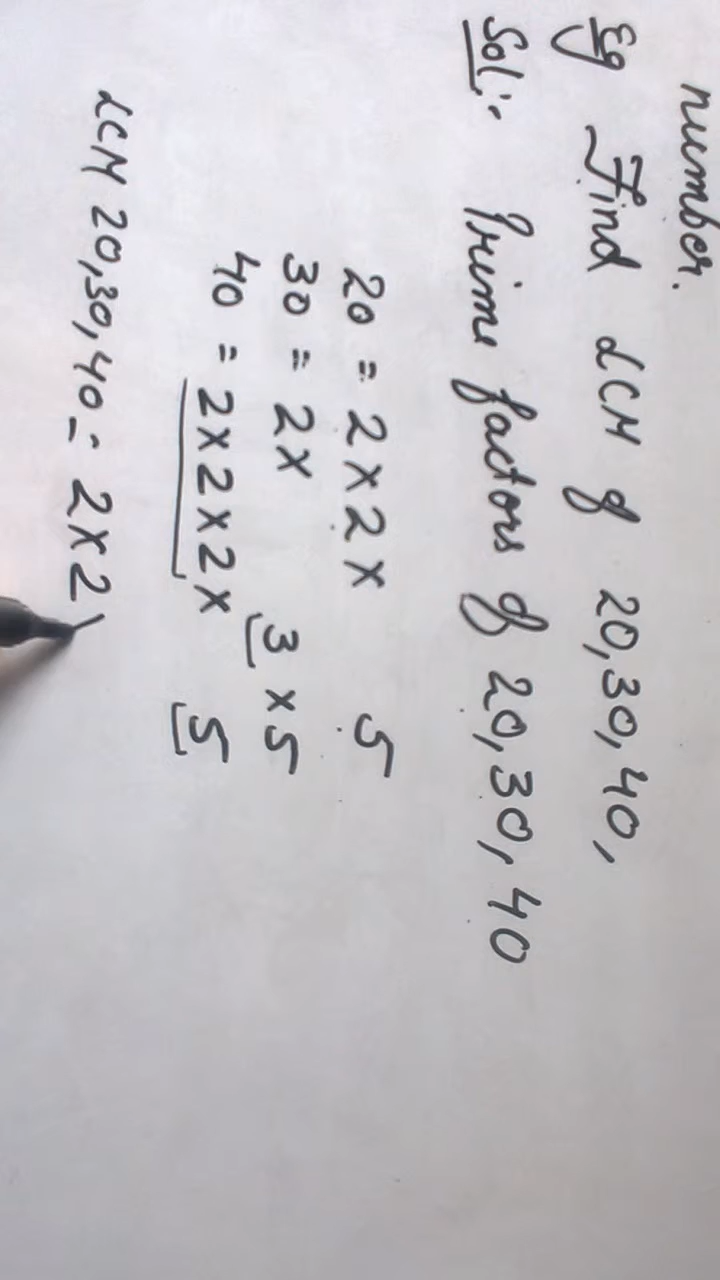 number.
Eg Find LCM of 20,30,40,
Sol:- Prime factors of 20,30,40
20 = 2×2× 5
30 = 2× 3×5
40 = 2×2×2× 5
LCM 20,30,40 = 2×2×